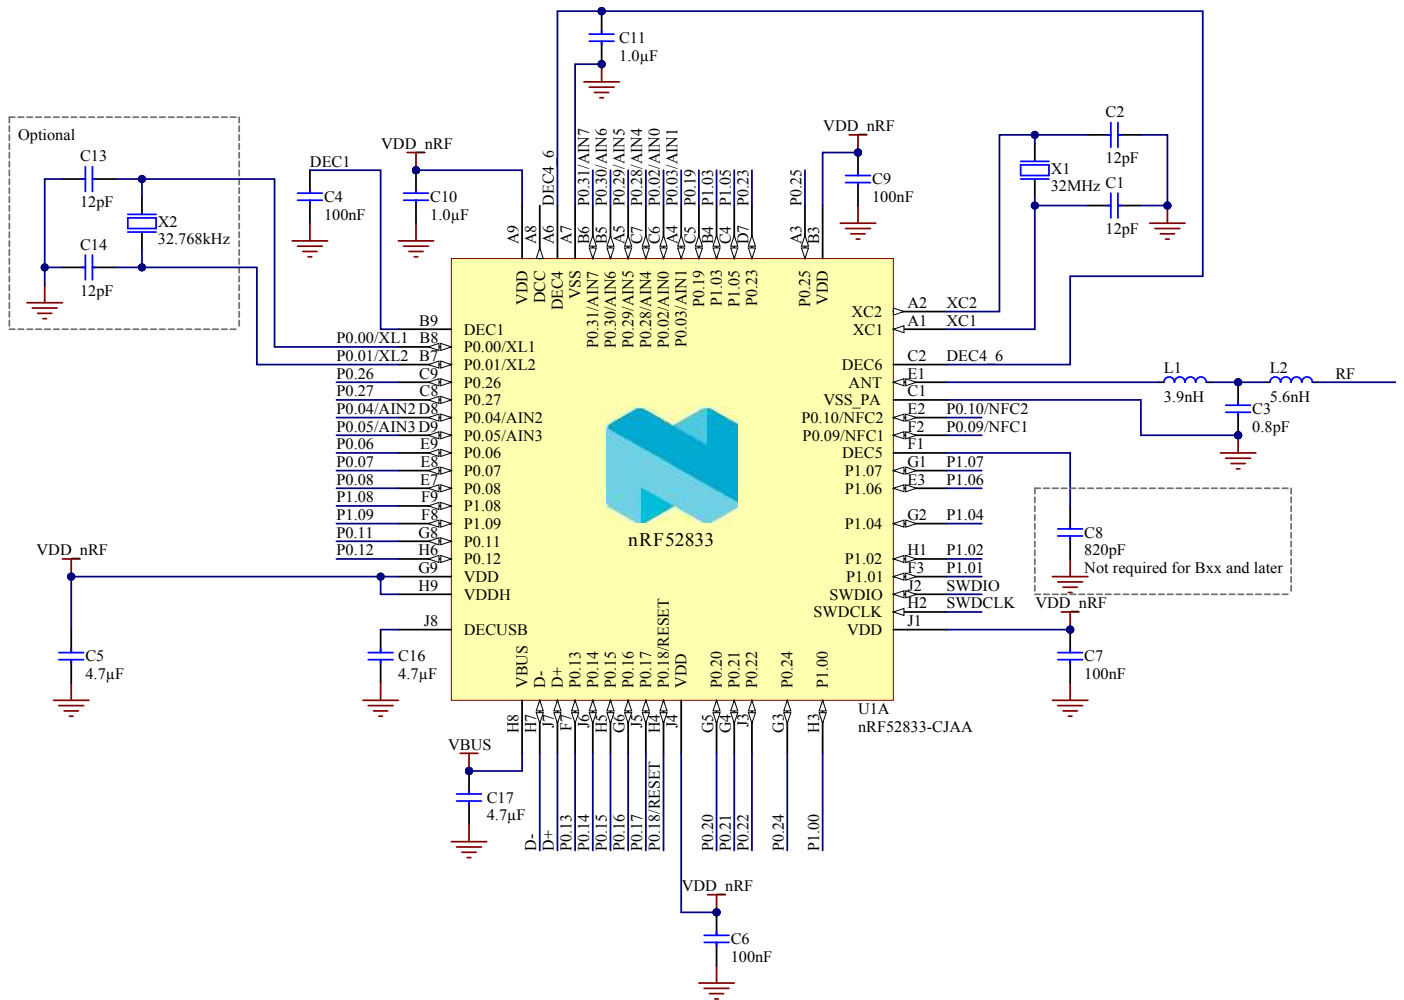 C11
1.0µF
Optional
C13
12pF
X2
32.768kHz
C14
12pF
DEC1
C4
100nF
VDD_nRF
C10
1.0µF
DEC4_6
P0.31/AIN7
P0.30/AIN6
P0.29/AIN5
P0.28/AIN4
P0.02/AIN0
P0.03/AIN1
P0.19
P1.03
P1.05
P0.23
P0.25
VDD_nRF
C9
100nF
C2
12pF
X1
32MHz
C1
12pF
A9
A8
A6
A7
B6
B5
A5
C7
C6
A4
C5
B4
C4
D7
A3
B3
VDD
DCC
DEC4
VSS
P0.31/AIN7
P0.30/AIN6
P0.29/AIN5
P0.28/AIN4
P0.02/AIN0
P0.03/AIN1
P0.19
P1.03
P1.05
P0.23
P0.25
VDD
B9 DEC1
P0.00/XL1 B8 P0.00/XL1
P0.01/XL2 B7 P0.01/XL2
P0.26 C9 P0.26
P0.27 C8 P0.27
P0.04/AIN2 D8 P0.04/AIN2
P0.05/AIN3 D9 P0.05/AIN3
P0.06 E9 P0.06
P0.07 E8 P0.07
P0.08 E7 P0.08
P1.08 F9 P1.08
P1.09 F8 P1.09
P0.11 G8 P0.11
P0.12 H6 P0.12
G9 VDD
H9 VDDH
J8 DECUSB
VDD_nRF
C5
4.7µF
C16
4.7µF
nRF52833
XC2 A2 XC2
XC1 A1 XC1
DEC6 C2 DEC4_6
ANT E1
VSS_PA C1
P0.10/NFC2 E2 P0.10/NFC2
P0.09/NFC1 F2 P0.09/NFC1
DEC5 F1
P1.07 G1 P1.07
P1.06 E3 P1.06
P1.04 G2 P1.04
P1.02 H1 P1.02
P1.01 F3 P1.01
SWDIO J2 SWDIO
SWDCLK H2 SWDCLK
VDD J1
L1
3.9nH
L2
5.6nH
RF
C3
0.8pF
C8
820pF
Not required for Bxx and later
VDD_nRF
C7
100nF
VBUS
D-
D+
P0.13
P0.14
P0.15
P0.16
P0.17
P0.18/RESET
VDD
P0.20
P0.21
P0.22
P0.24
P1.00
U1A
nRF52833-CJAA
H8
H7
J7
F7
J6
H5
G6
J5
H4
J4
G5
G4
J3
G3
H3
VBUS
C17
4.7µF
D-
D+
P0.13
P0.14
P0.15
P0.16
P0.17
P0.18/RESET
P0.20
P0.21
P0.22
P0.24
P1.00
VDD_nRF
C6
100nF